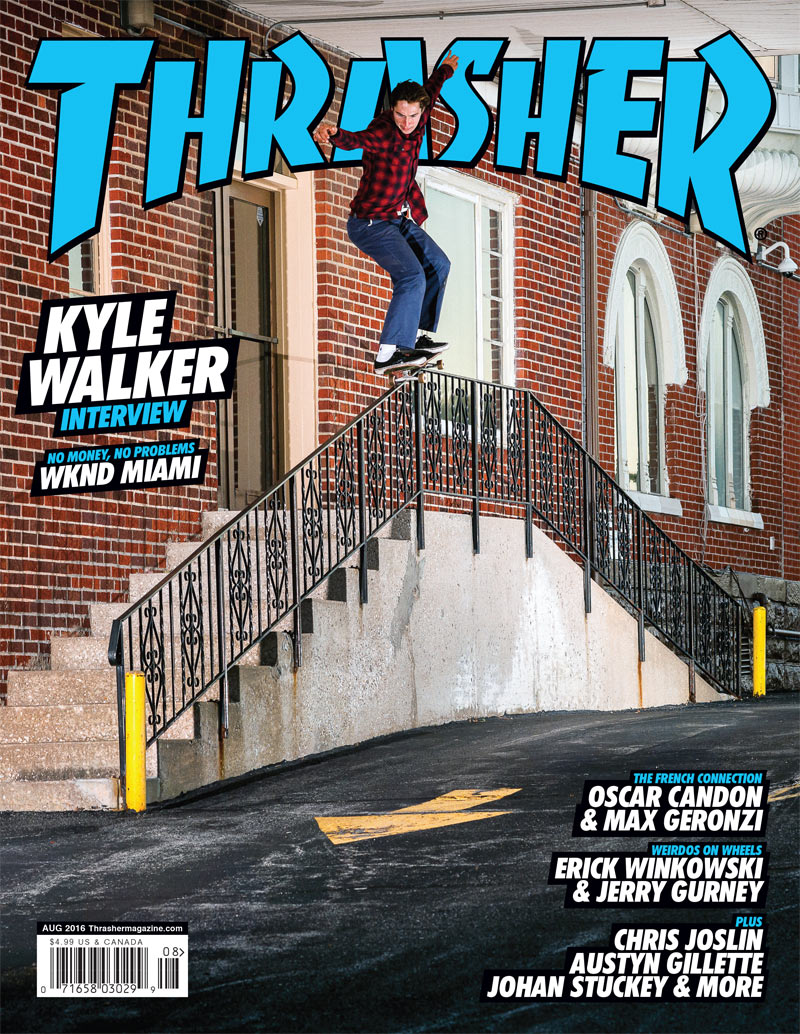 THRASHER
®
KYLE
WALKER
INTERVIEW
NO MONEY, NO PROBLEMS
WKND MIAMI
THE FRENCH CONNECTION
OSCAR CANDON
& MAX GERONZI
WEIRDOS ON WHEELS
ERICK WINKOWSKI
& JERRY GURNEY
PLUS
CHRIS JOSLIN
AUSTYN GILLETTE
JOHAN STUCKEY & MORE
AUG 2016 Thrashermagazine.com
$4.99 US & CANADA
08>
0 71658 03029 9